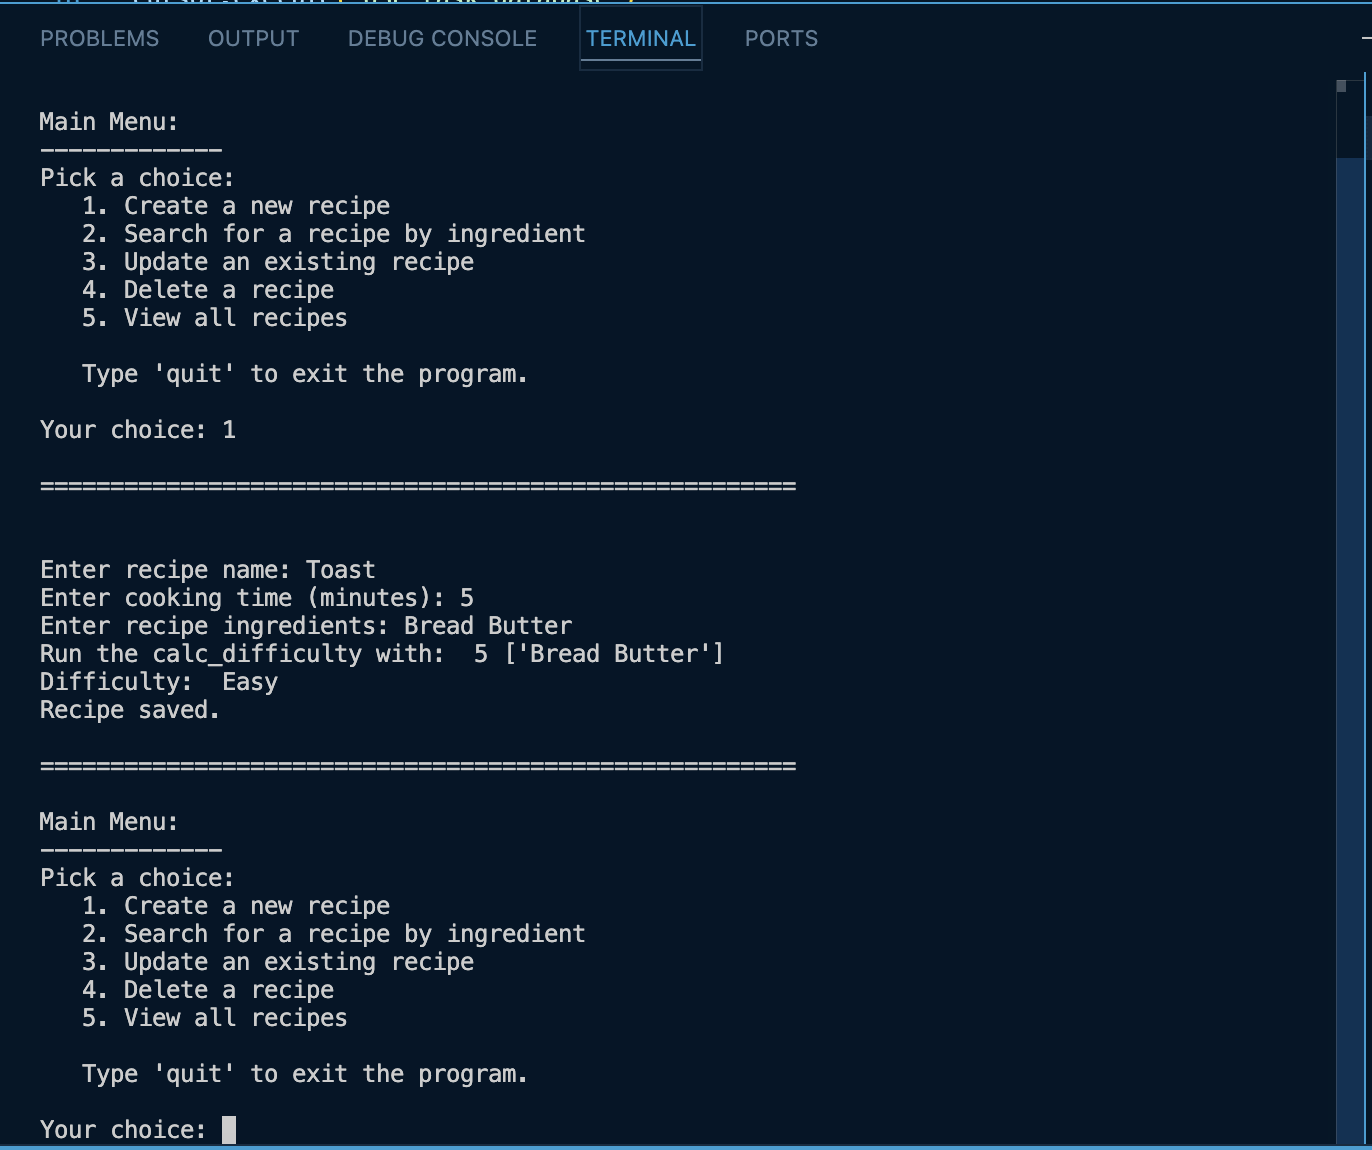 PROBLEMS OUTPUT DEBUG CONSOLE TERMINAL PORTS
Main Menu:
-------------
Pick a choice:
   1. Create a new recipe
   2. Search for a recipe by ingredient
   3. Update an existing recipe
   4. Delete a recipe
   5. View all recipes
   Type 'quit' to exit the program.
Your choice: 1
======================================================
Enter recipe name: Toast
Enter cooking time (minutes): 5
Enter recipe ingredients: Bread Butter
Run the calc_difficulty with:  5 ['Bread Butter']
Difficulty:  Easy
Recipe saved.
======================================================
Main Menu:
-------------
Pick a choice:
   1. Create a new recipe
   2. Search for a recipe by ingredient
   3. Update an existing recipe
   4. Delete a recipe
   5. View all recipes
   Type 'quit' to exit the program.
Your choice: